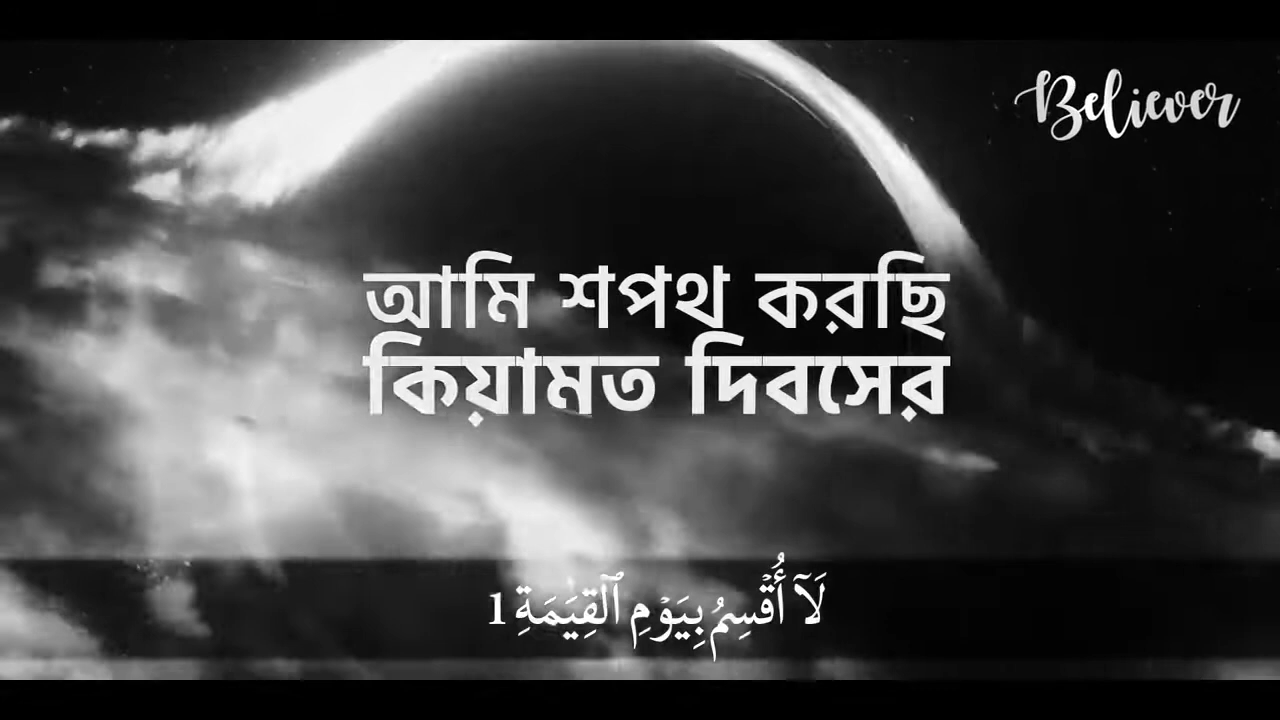 Believer
আমি শপথ করছি
কিয়ামত দিবসের
لَآ أُقْسِمُ بِيَوْمِ ٱلْقِيَٰمَةِ 1